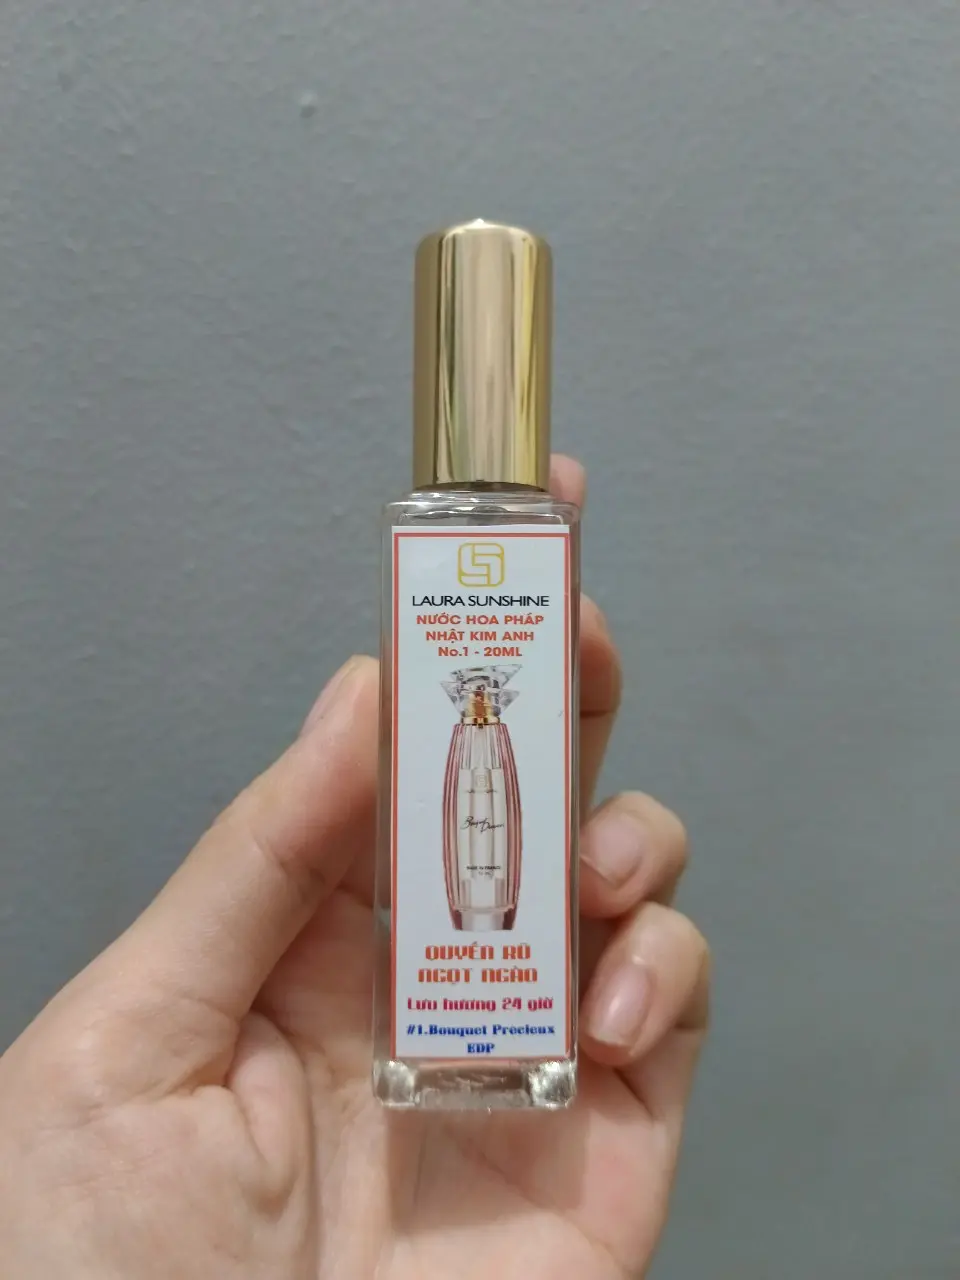 LAURA SUNSHINE
NƯỚC HOA PHÁP
NHẬT KIM ANH
No.1 - 20ML
QUYẾN RŨ
NGỌT NGÀO
Lưu hương 24 giờ
#1.Bouquet Precieux
EDP